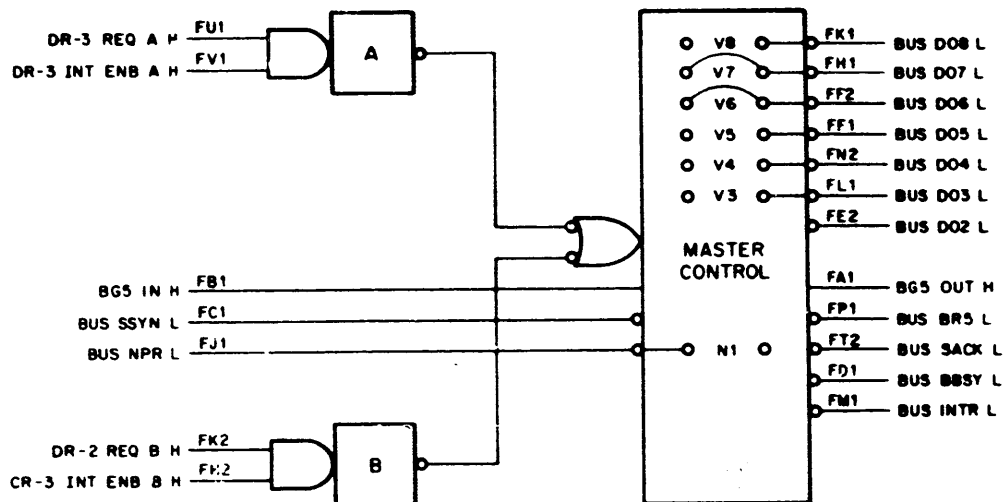 DR-3 REQ A H FU1
DR-3 INT ENB A H FV1
A
V8 FK1 BUS D08 L
V7 FH1 BUS D07 L
V6 FF2 BUS D06 L
V5 FF1 BUS D05 L
V4 FN2 BUS D04 L
V3 FL1 BUS D03 L
FE2 BUS D02 L
MASTER
CONTROL
BG5 IN H FB1
FA1 BG5 OUT H
BUS SSYN L FC1
FP1 BUS BR5 L
BUS NPR L FJ1
N1 FT2 BUS SACK L
FD1 BUS BBSY L
FM1 BUS INTR L
DR-2 REQ B H FK2
CR-3 INT ENB B H FH2
B